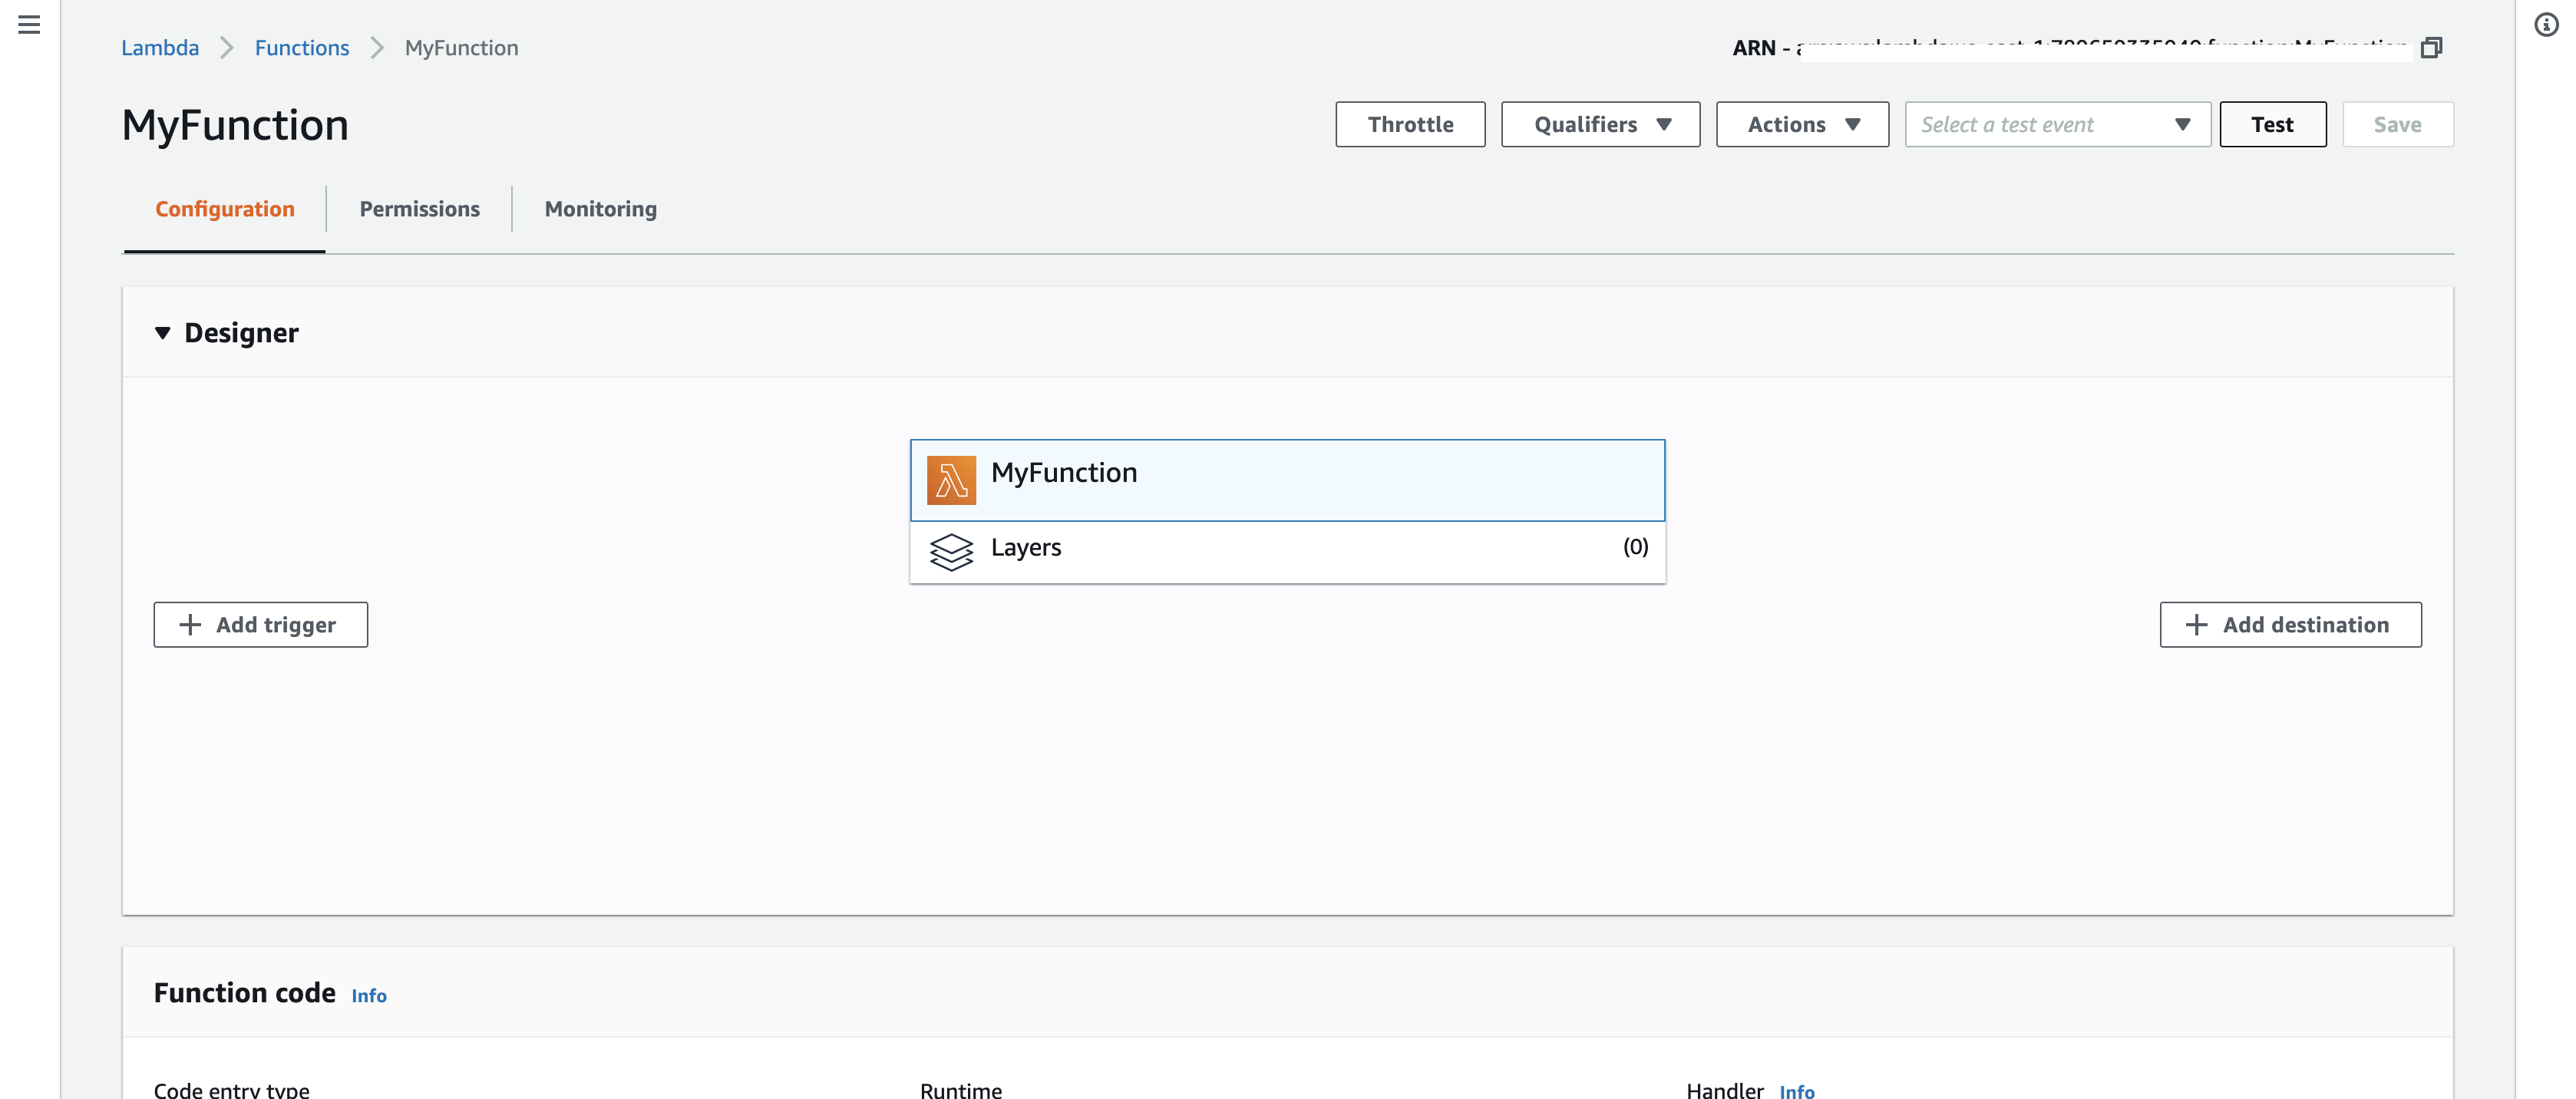 Lambda > Functions > MyFunction
ARN -
MyFunction
Throttle
Qualifiers
Actions
Select a test event
Test
Save
Configuration
Permissions
Monitoring
Designer
MyFunction
Layers
(0)
Add trigger
Add destination
Function code Info
Code entry type
Runtime
Handler Info